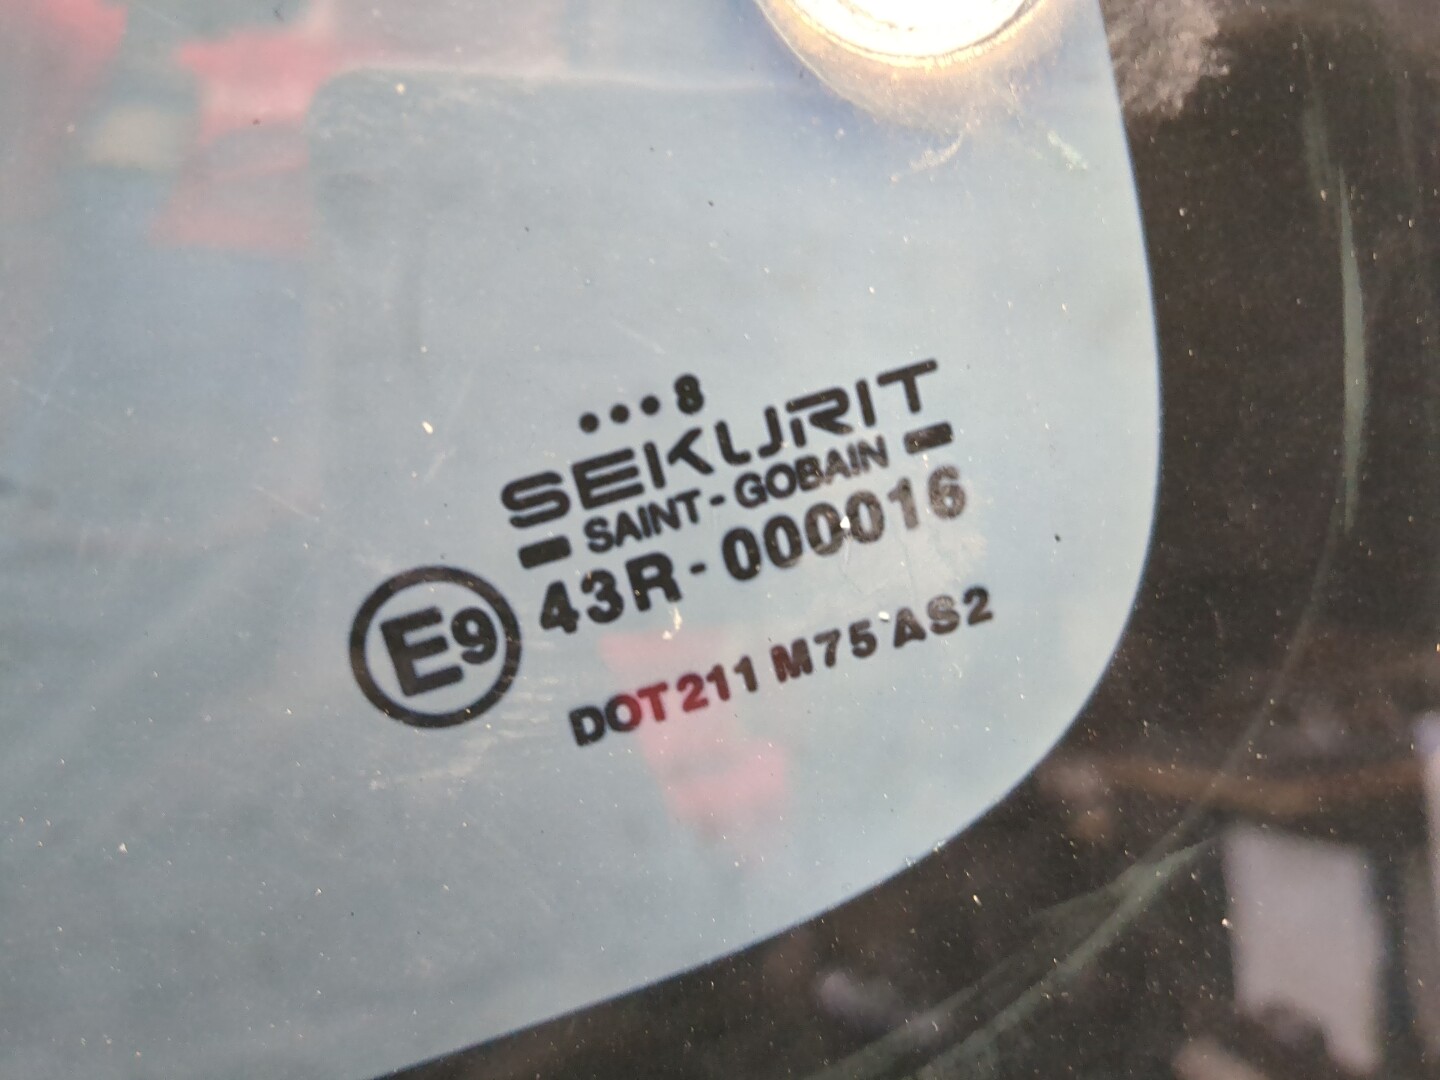 •••8
SEKURIT
SAINT-GOBAIN
43R-000016
E9
DOT211 M75 AS2